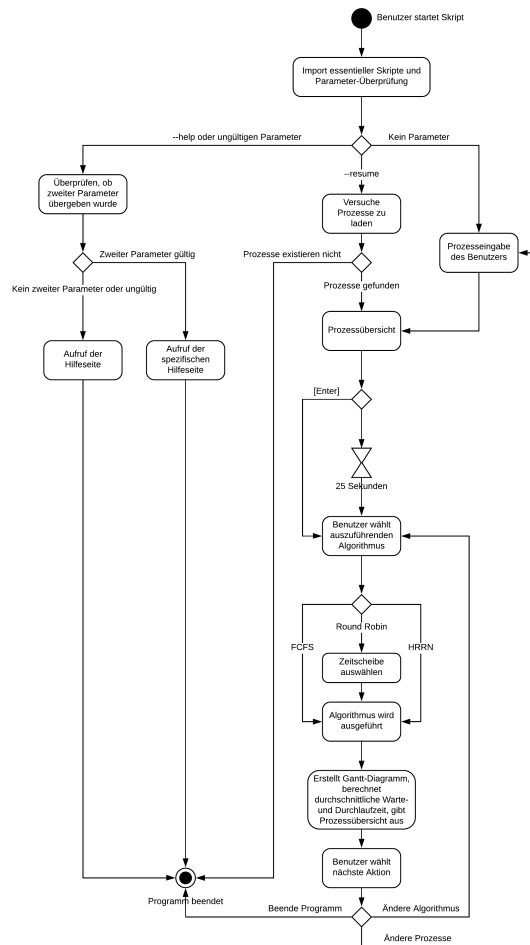 Benutzer startet Skript
Import essentieller Skripte und
Parameter-Überprüfung
--help oder ungültigen Parameter
Kein Parameter
--resume
Überprüfen, ob
zweiter Parameter
übergeben wurde
Versuche
Prozesse zu
laden
Prozesseingabe
des Benutzers
Zweiter Parameter gültig
Prozesse existieren nicht
Kein zweiter Parameter oder ungültig
Prozesse gefunden
Prozessübersicht
Aufruf der
Hilfeseite
Aufruf der
spezifischen
Hilfeseite
[Enter]
25 Sekunden
Benutzer wählt
auszuführenden
Algorithmus
Round Robin
FCFS
HRRN
Zeitscheibe
auswählen
Algorithmus wird
ausgeführt
Erstellt Gantt-Diagramm,
berechnet
durchschnittliche Warte-
und Durchlaufzeit, gibt
Prozessübersicht aus
Benutzer wählt
nächste Aktion
Programm beendet
Beende Programm
Ändere Algorithmus
Ändere Prozesse